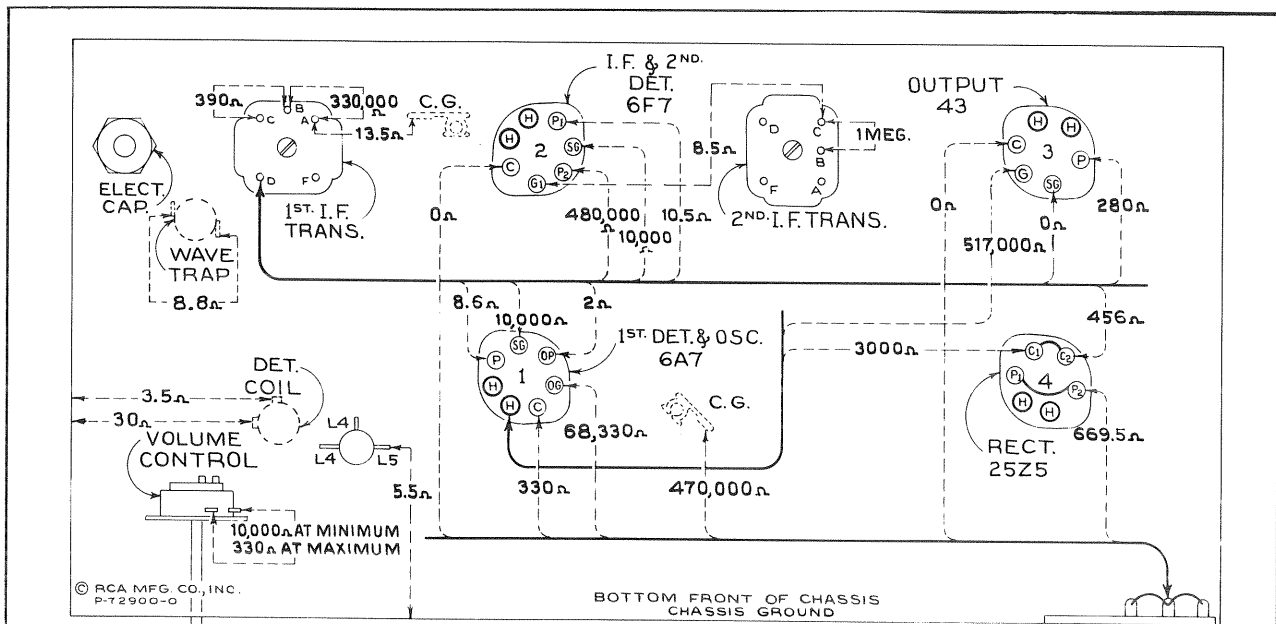 I.F. & 2ND.
DET.
6F7
OUTPUT
43
390Ω
B
330,000
Ω
C.G.
C
A
13.5Ω
D
F
1ST. I.F.
TRANS.
ELECT.
CAP.
WAVE
TRAP
8.8Ω
H
P1
H
2
SG
C
P2
G1
0Ω
480,000
Ω
10,000
Ω
10.5Ω
8.5Ω
D
C
1 MEG.
B
F
A
2ND. I.F. TRANS.
H
H
C
3
P
G
SG
0Ω
0Ω
280Ω
517,000Ω
8.6Ω
10,000Ω
2Ω
1ST. DET. & OSC.
6A7
SG
P
OP
1
H
OG
H
C
3000Ω
456Ω
C1
C2
P1
4
P2
H
H
RECT.
25Z5
669.5Ω
C.G.
DET.
COIL
3.5Ω
30Ω
L4
L4
L5
5.5Ω
VOLUME
CONTROL
10,000Ω AT MINIMUM
330Ω AT MAXIMUM
68,330Ω
330Ω
470,000Ω
© RCA MFG. CO., INC.
P-72900-0
BOTTOM FRONT OF CHASSIS
CHASSIS GROUND